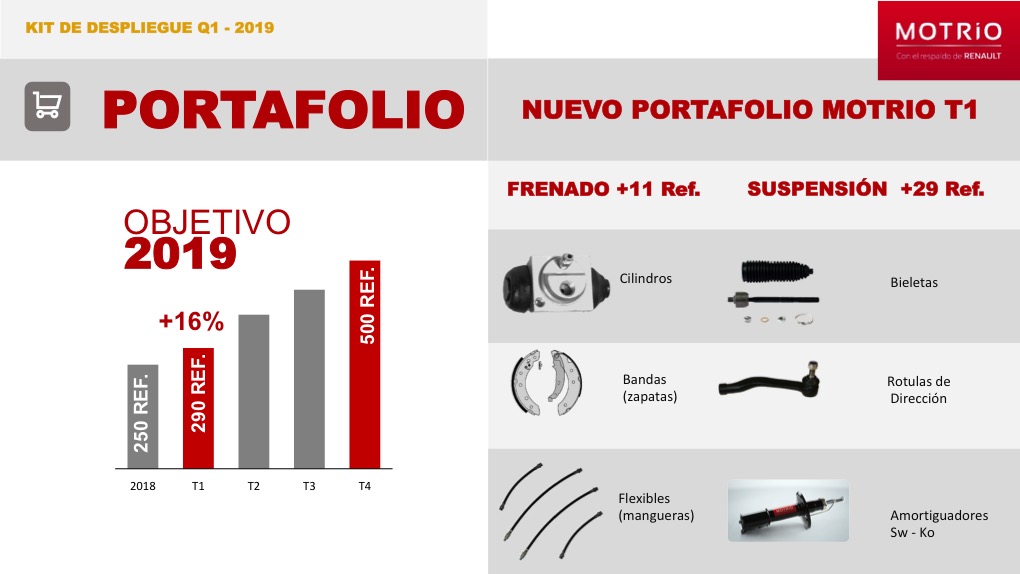 KIT DE DESPLIEGUE Q1 - 2019
MOTRiO
Con el respaldo de RENAULT
PORTAFOLIO
NUEVO PORTAFOLIO MOTRIO T1
OBJETIVO
2019
+16%
250 REF.
290 REF.
500 REF.
2018
T1
T2
T3
T4
FRENADO +11 Ref.
SUSPENSIÓN +29 Ref.
Cilindros
Bieletas
Bandas
(zapatas)
Rotulas de
Dirección
Flexibles
(mangueras)
MOTRIO
Amortiguadores
Sw - Ko